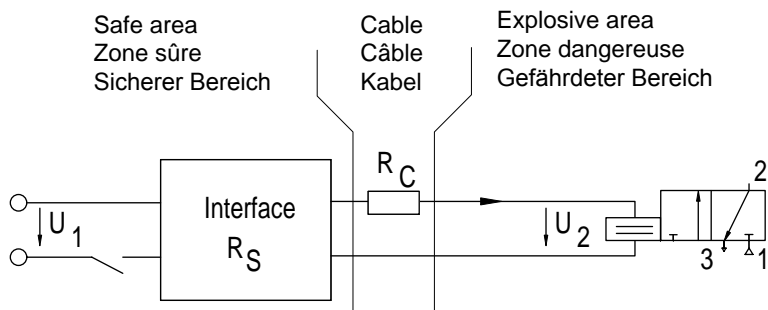 Safe area
Zone sûre
Sicherer Bereich
Cable
Câble
Kabel
Explosive area
Zone dangereuse
Gefährdeter Bereich
R C
2
Interface
R S
U 1
U 2
3
1